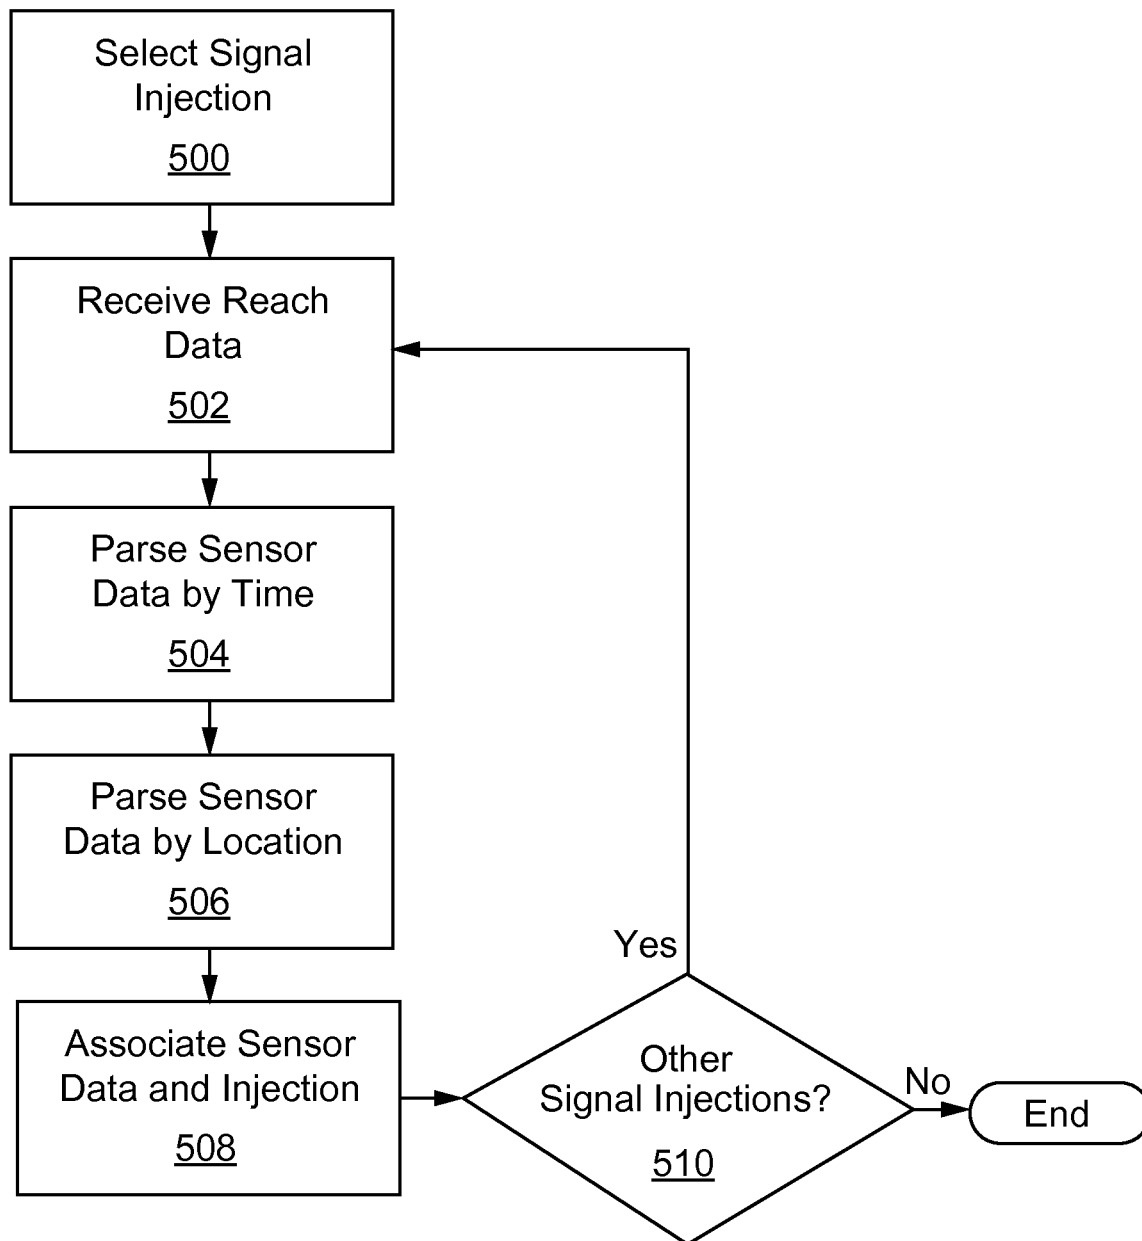 Select Signal
Injection
500
Receive Reach
Data
502
Parse Sensor
Data by Time
504
Parse Sensor
Data by Location
506
Associate Sensor
Data and Injection
508
Yes
Other
Signal Injections?
510
No
End